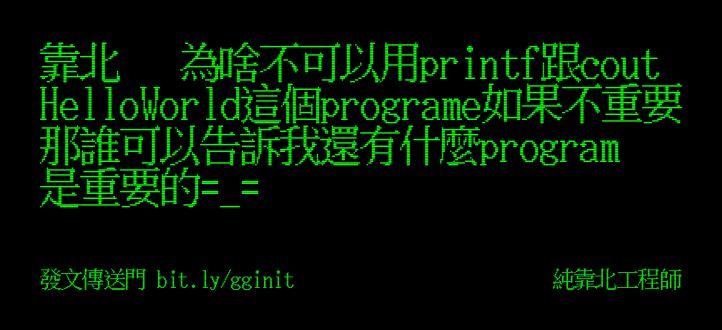 靠北　為啥不可以用printf跟cout
HelloWorld這個programe如果不重要
那誰可以告訴我還有什麼program
是重要的=_=
發文傳送門 bit.ly/gginit
純靠北工程師